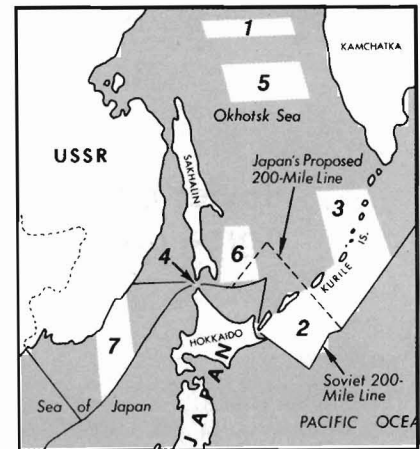 1
KAMCHATKA
5
Okhotsk Sea
USSR
SAKHALIN
Japan's Proposed
200-Mile Line
3
4
6
KURILE IS.
7
HOKKAIDO
2
JAPAN
Soviet 200-
Mile Line
Sea of Japan
PACIFIC OCEA